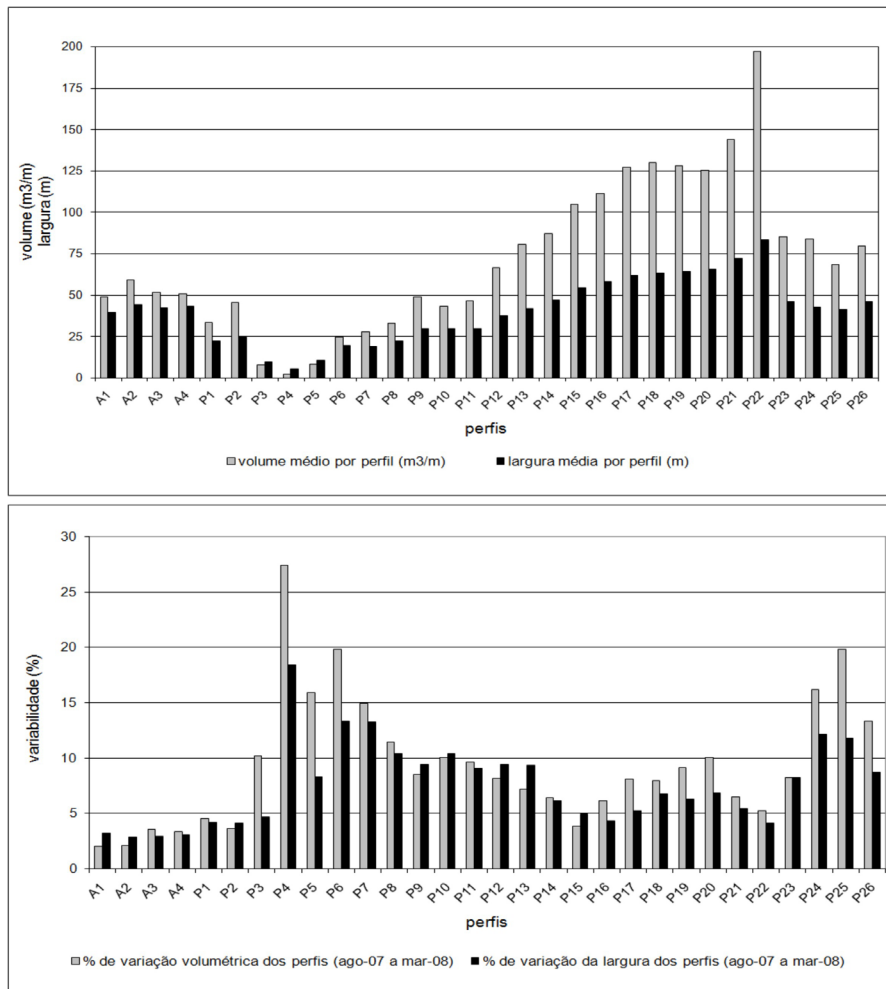 volume (m3/m)
largura (m)
200
175
150
125
100
75
50
25
0
A1 A2 A3 A4 P1 P2 P3 P4 P5 P6 P7 P8 P9 P10 P11 P12 P13 P14 P15 P16 P17 P18 P19 P20 P21 P22 P23 P24 P25 P26
perfis
volume médio por perfil (m3/m) largura média por perfil (m)
variabilidade (%)
30
25
20
15
10
5
0
A1 A2 A3 A4 P1 P2 P3 P4 P5 P6 P7 P8 P9 P10 P11 P12 P13 P14 P15 P16 P17 P18 P19 P20 P21 P22 P23 P24 P25 P26
perfis
% de variação volumétrica dos perfis (ago-07 a mar-08) % de variação da largura dos perfis (ago-07 a mar-08)